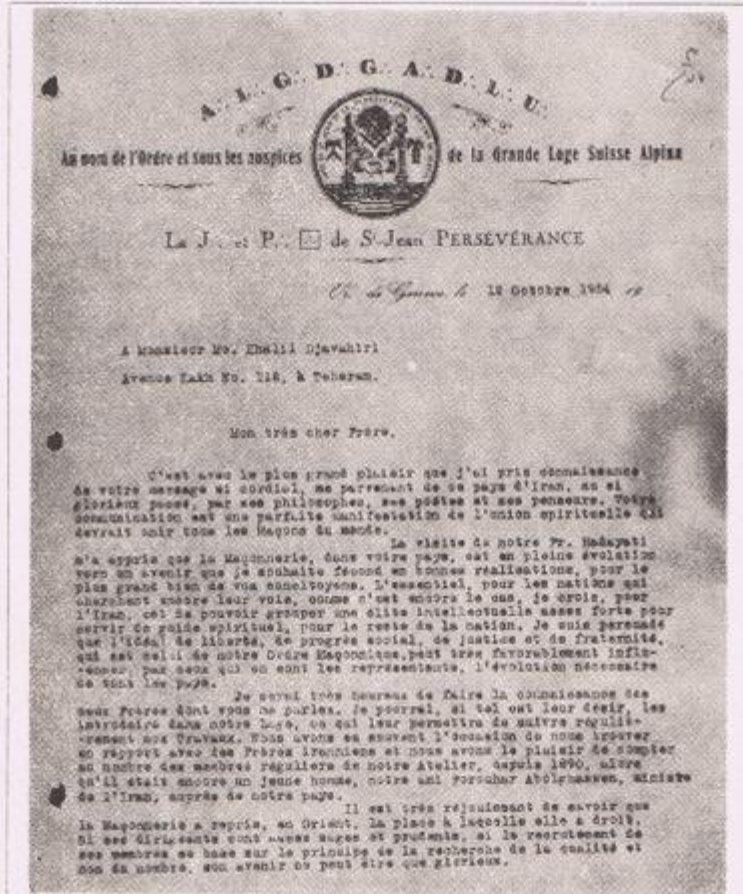 A∴ L∴ G∴ D∴ G∴ A∴ D∴ L∴ U∴
Au nom de l'Ordre et sous les auspices de la Grande Loge Suisse Alpina
La J∴ et P∴ de St Jean PERSÉVÉRANCE
Or∴ de Genève, le 12 Octobre 1954 19
A Monsieur Mo. Khalil Djavahiri
Avenue Kakh No. 118, à Teheran.
Mon très cher Frère,
C'est avec le plus grand plaisir que j'ai pris connaissance
de votre message si cordial, me parvenant de ce pays d'Iran, au si
glorieux passé, par ses philosophes, ses poètes et ses penseurs. Votre
communication est une parfaite manifestation de l'union spirituelle qui
devrait unir tous les Maçons du monde.
La visite de notre Fr. Hadayati
m'a appris que la Maçonnerie, dans votre pays, est en pleine évolution
vers un avenir que je souhaite fécond en bonnes réalisations, pour le
plus grand bien de vos concitoyens. L'essentiel, pour les nations qui
cherchent encore leur voie, comme c'est encore le cas, je crois, pour
l'Iran, est de pouvoir grouper une élite intellectuelle assez forte pour
servir de guide spirituel, pour le reste de la nation. Je suis persuadé
que l'idéal de liberté, de progrès social, de justice et de fraternité,
qui est celui de notre Ordre Maçonnique, peut très favorablement influ-
encer, par ceux qui en sont les représentants, l'évolution nécessaire
de tous les pays.
Je serai très heureux de faire la connaissance des
deux Frères dont vous me parlez. Je pourrai, si tel est leur désir, les
introduire dans notre Loge, ce qui leur permettra de suivre réguliè-
rement nos Travaux. Nous avons eu souvent l'occasion de nous trouver
en rapport avec des Frères iranniens et nous avons le plaisir de compter
au nombre des membres réguliers de notre Atelier, depuis 1890, alors
qu'il était encore un jeune homme, notre ami Forouhar Abolghassem, ministre
de l'Iran, auprès de notre pays.
Il est très réjouissant de savoir que
la Maçonnerie a repris, en Orient, la place à laquelle elle a droit.
Si ses dirigeants sont assez sages et prudents, si le recrutement de
ses membres se base sur le principe de la recherche de la qualité et
non du nombre, son avenir ne peut être que glorieux.